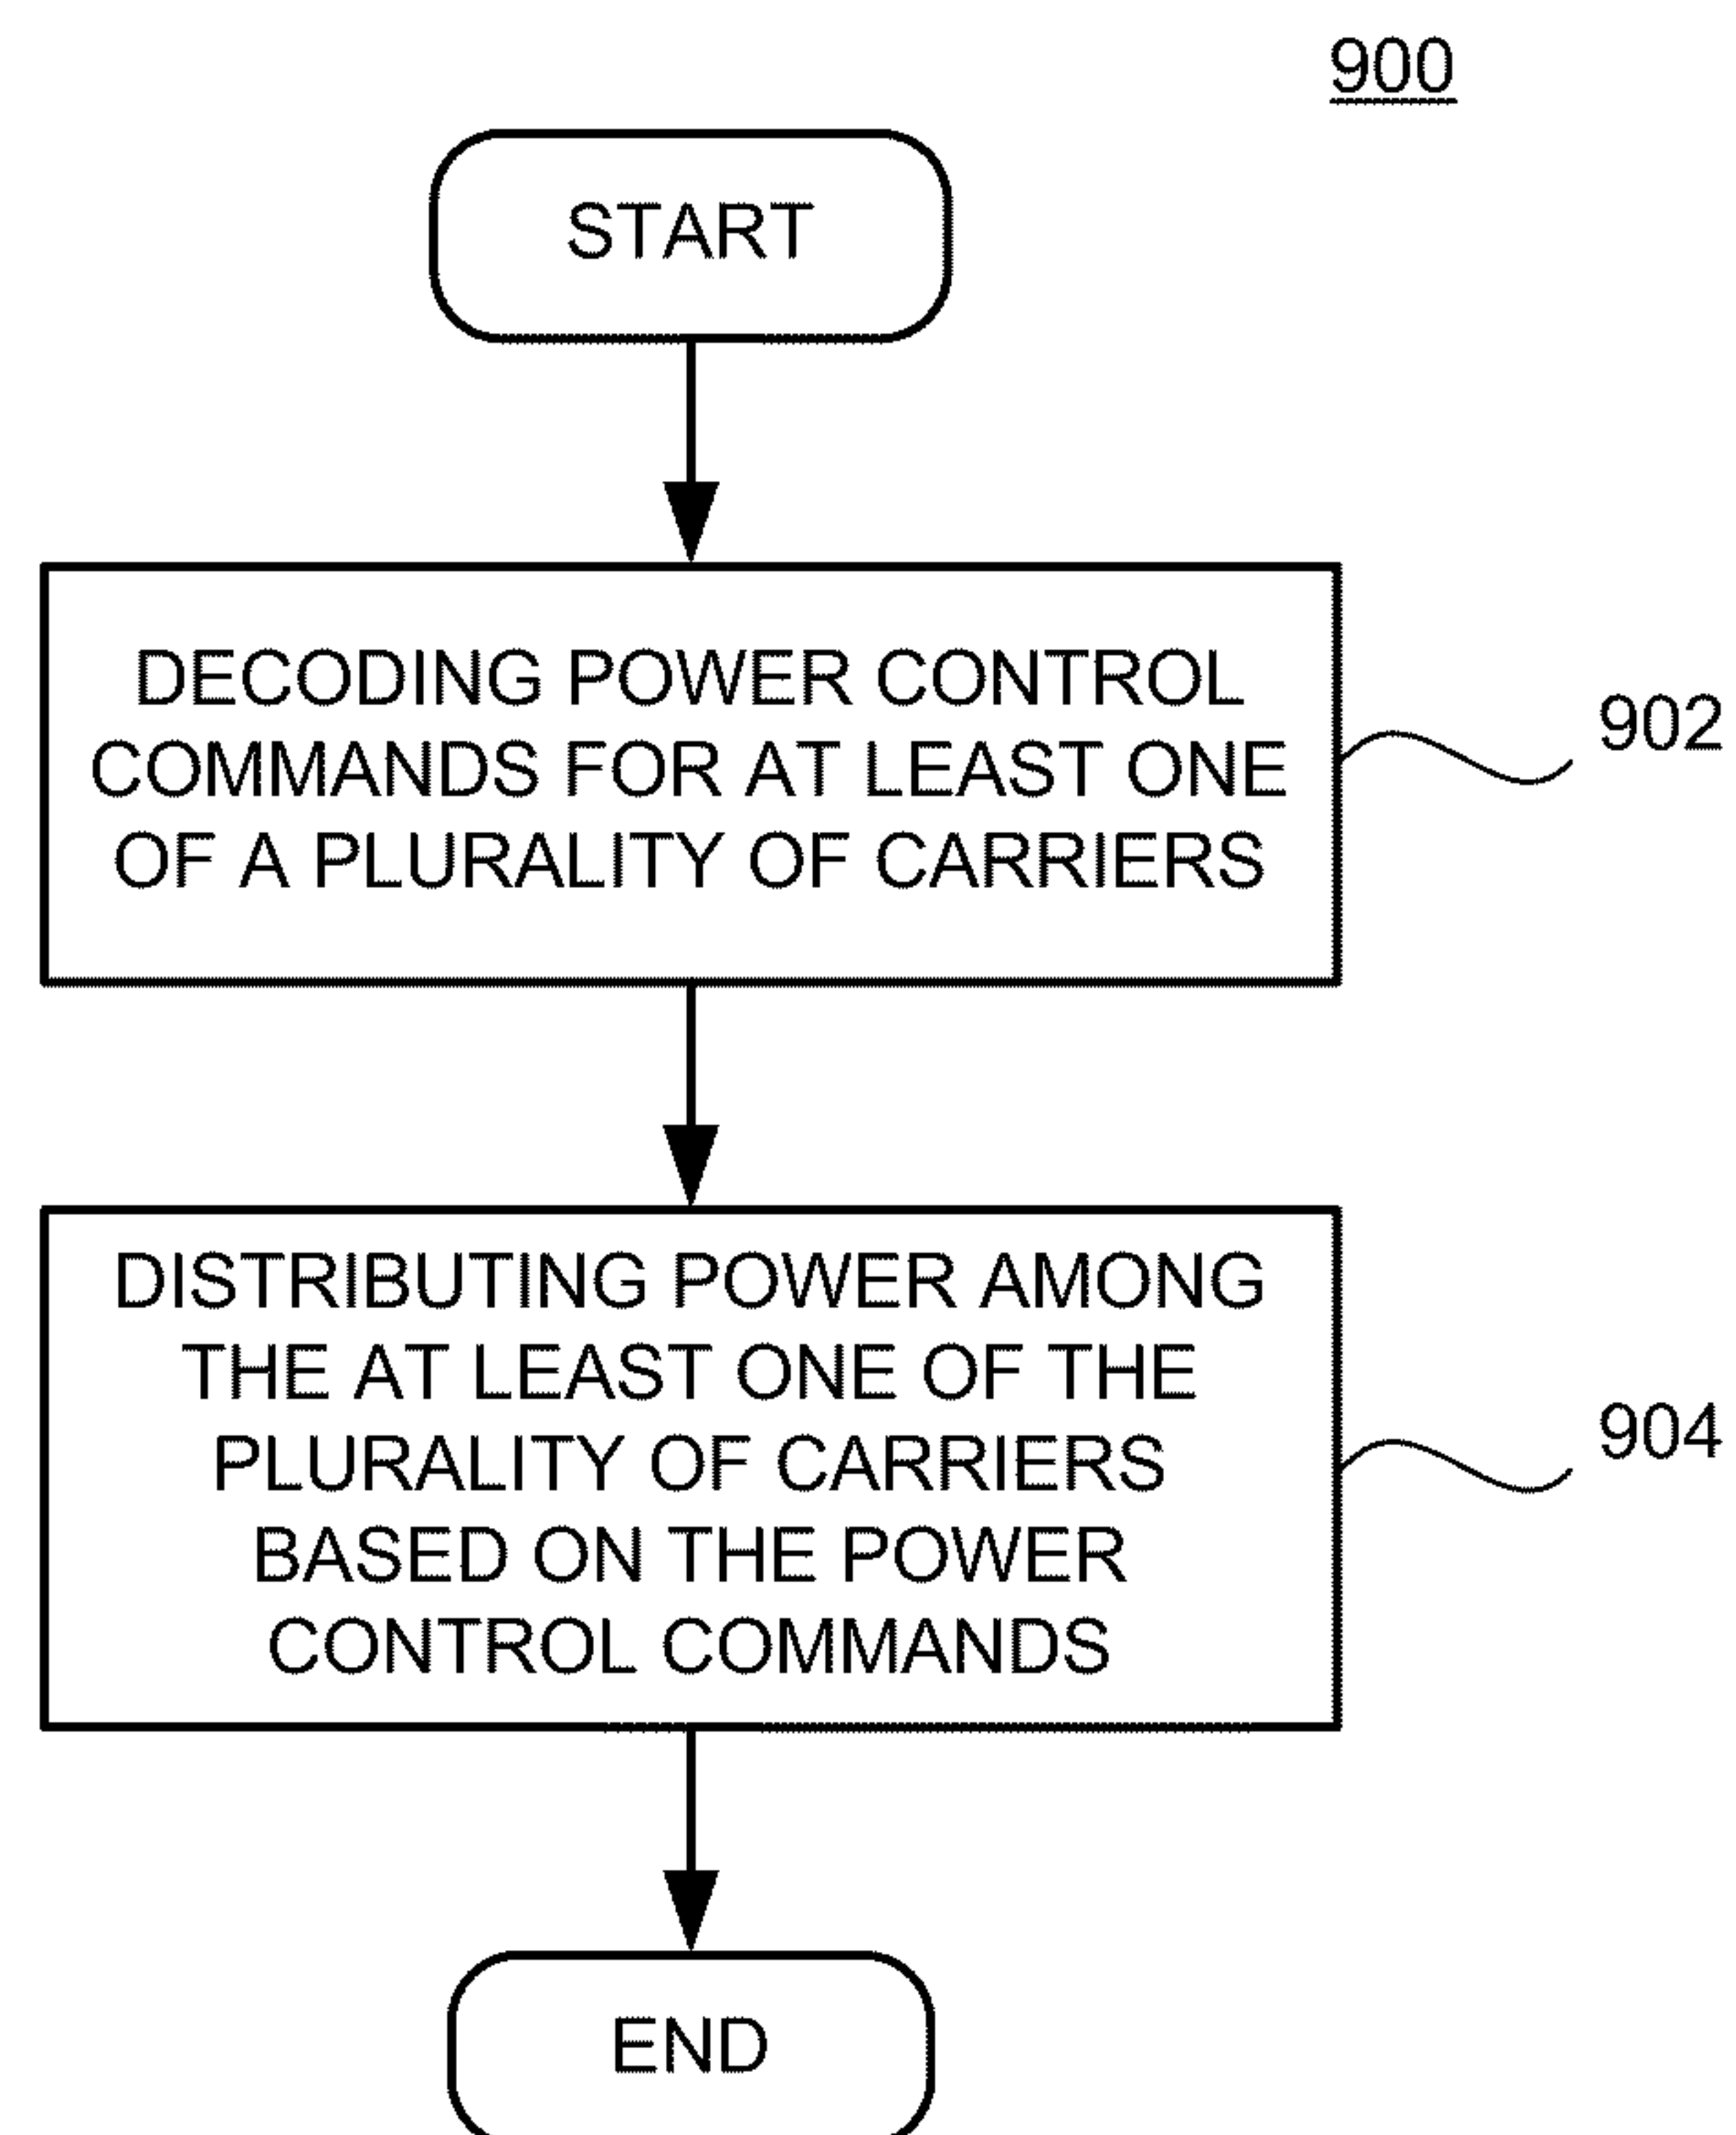 900
START
DECODING POWER CONTROL
COMMANDS FOR AT LEAST ONE
OF A PLURALITY OF CARRIERS
902
DISTRIBUTING POWER AMONG
THE AT LEAST ONE OF THE
PLURALITY OF CARRIERS
BASED ON THE POWER
CONTROL COMMANDS
904
END